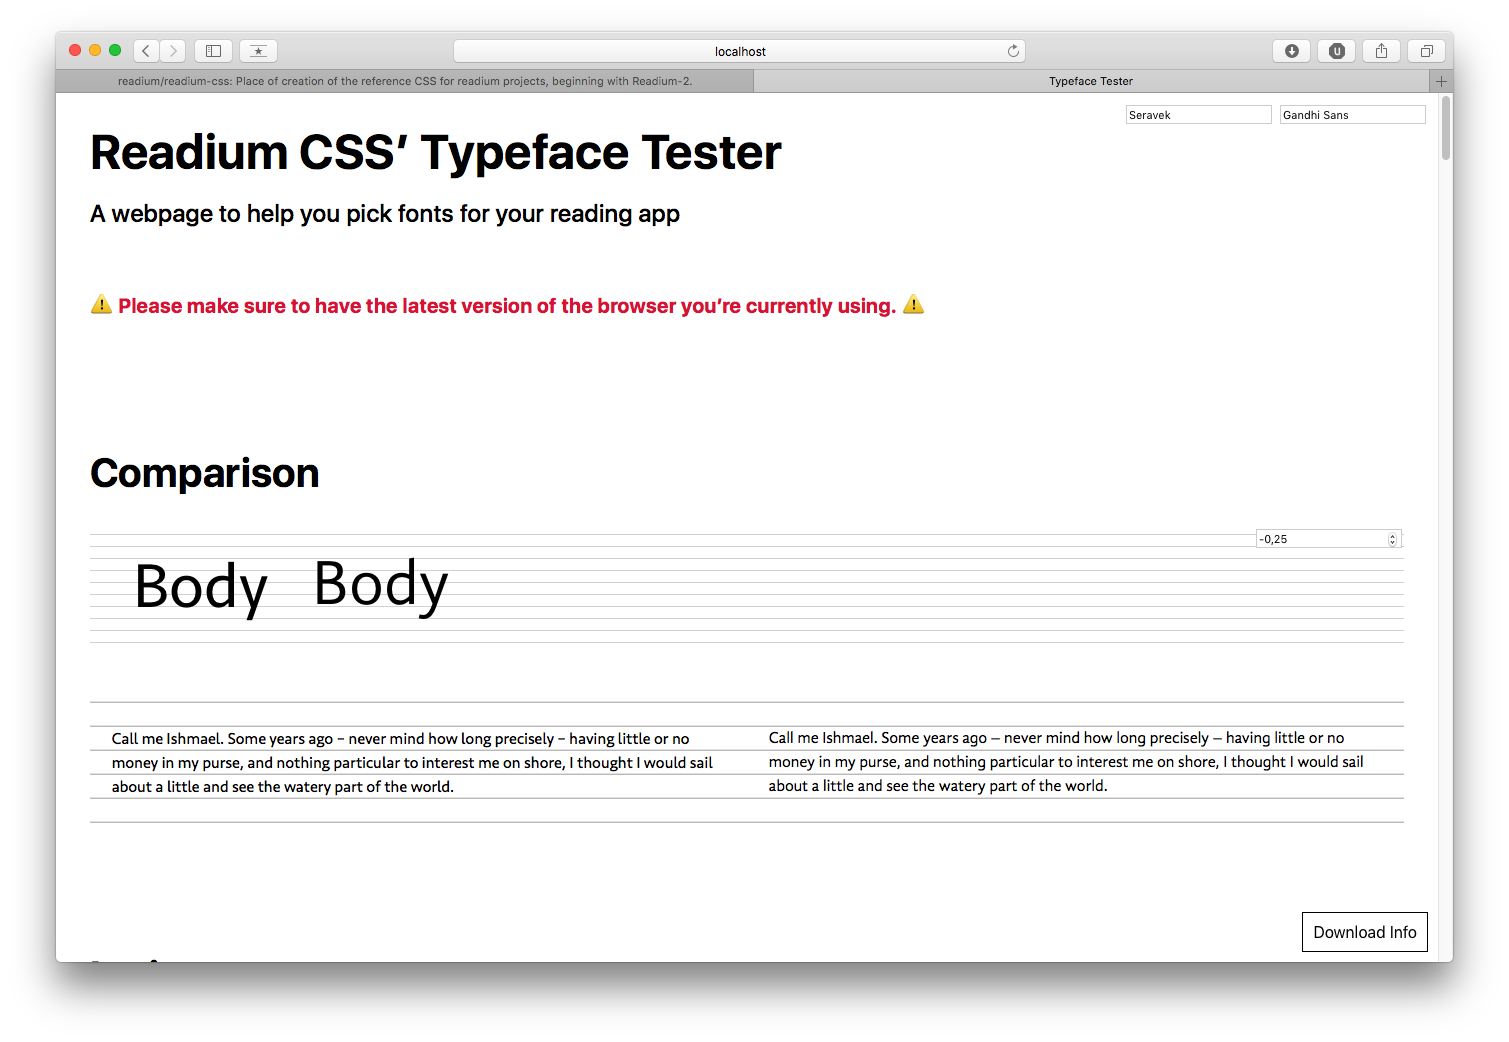 localhost
readium/readium-css: Place of creation of the reference CSS for readium projects, beginning with Readium-2.
Typeface Tester
Seravek
Gandhi Sans
Readium CSS’ Typeface Tester
A webpage to help you pick fonts for your reading app
⚠️ Please make sure to have the latest version of the browser you’re currently using. ⚠️
Comparison
-0,25
Body Body
Call me Ishmael. Some years ago – never mind how long precisely – having little or no
money in my purse, and nothing particular to interest me on shore, I thought I would sail
about a little and see the watery part of the world.
Call me Ishmael. Some years ago – never mind how long precisely – having little or no
money in my purse, and nothing particular to interest me on shore, I thought I would sail
about a little and see the watery part of the world.
Download Info